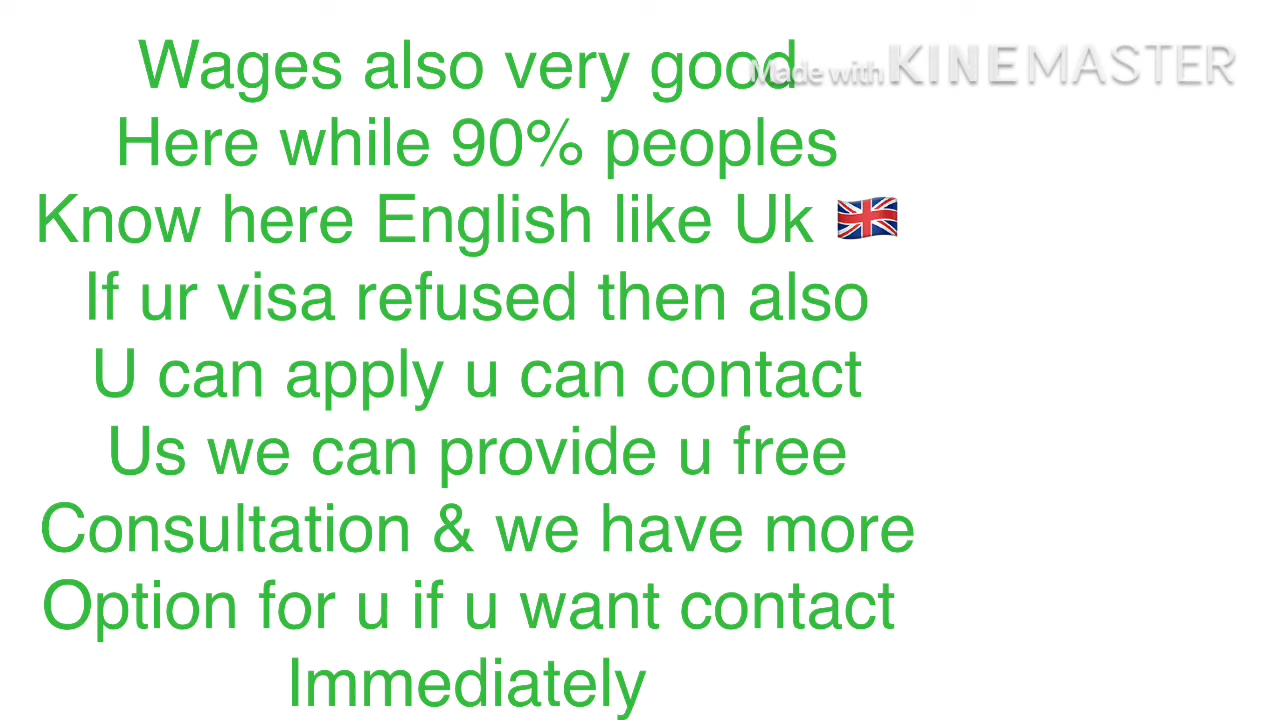 Wages also very good
Made with KINEMASTER
Here while 90% peoples
Know here English like Uk 🇬🇧
If ur visa refused then also
U can apply u can contact
Us we can provide u free
Consultation & we have more
Option for u if u want contact
Immediately